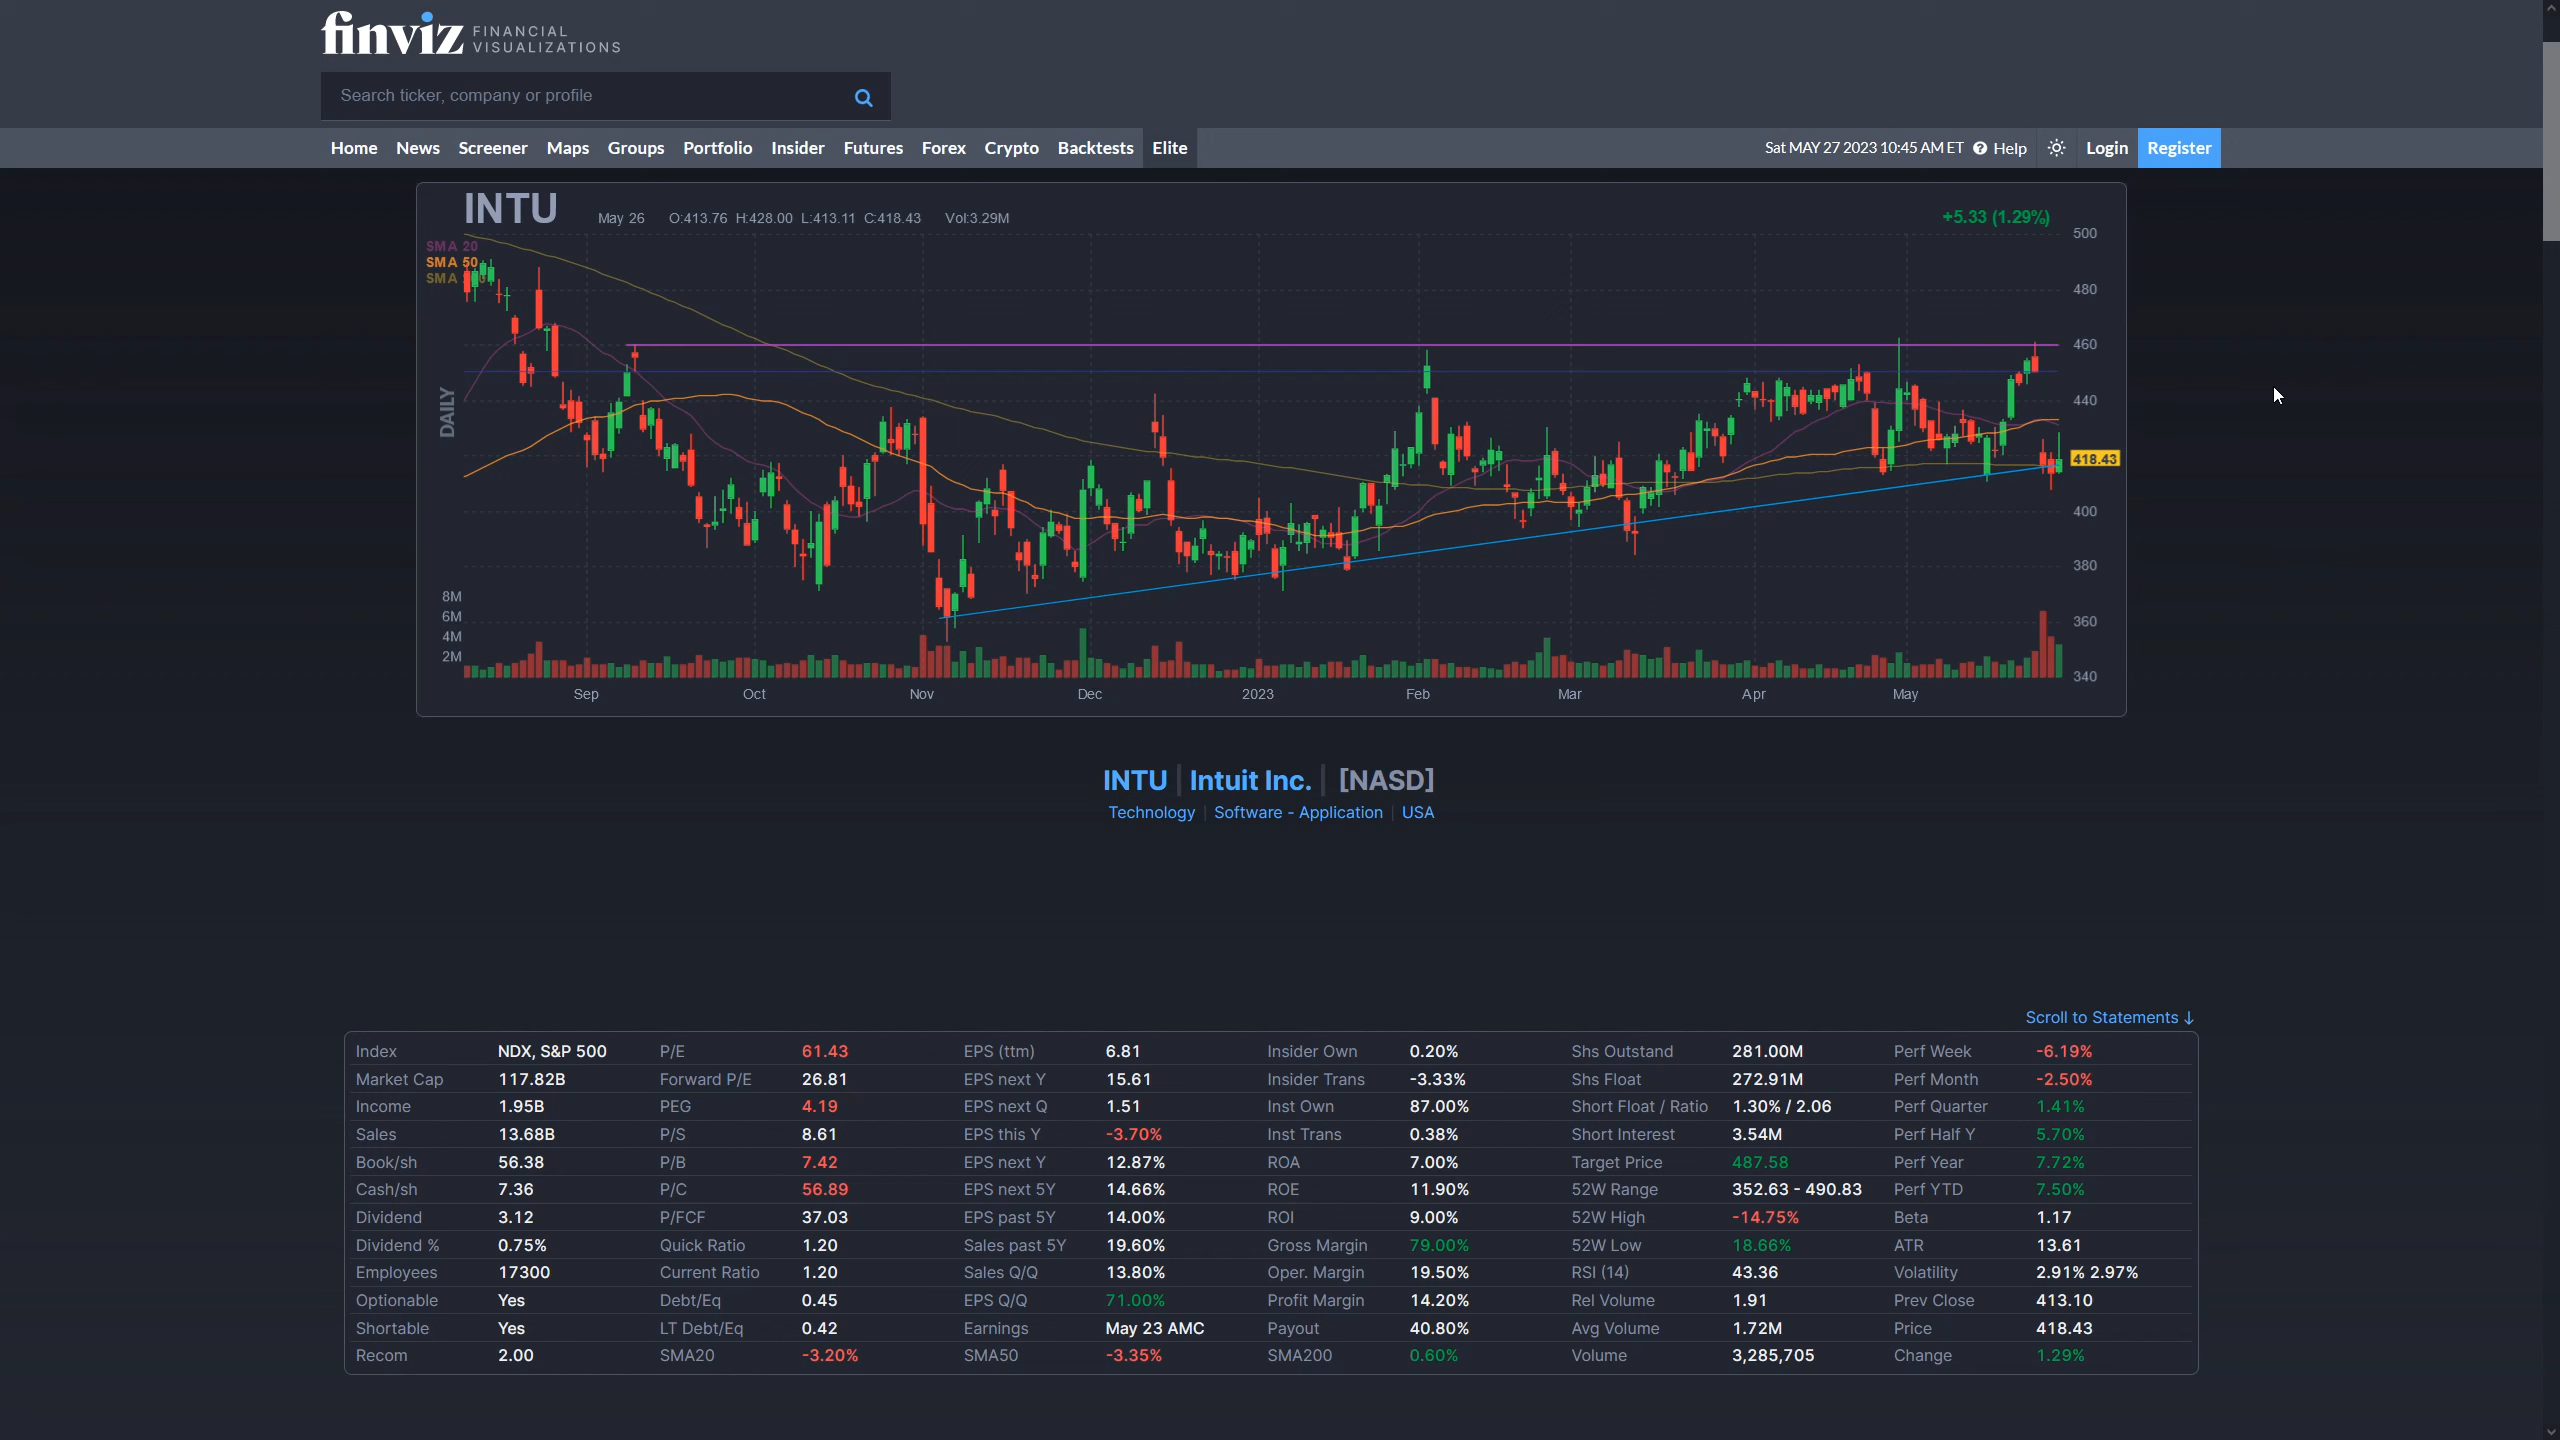 finviz FINANCIAL VISUALIZATIONS
Search ticker, company or profile
Home News Screener Maps Groups Portfolio Insider Futures Forex Crypto Backtests Elite Sat MAY 27 2023 10:45 AM ET Help Login Register
INTU May 26 O:413.76 H:428.00 L:413.11 C:418.43 Vol:3.29M +5.33 (1.29%)
SMA 20
SMA 50
SMA
DAILY
500
480
460
440
418.43
400
380
360
340
8M
6M
4M
2M
Sep Oct Nov Dec 2023 Feb Mar Apr May
INTU | Intuit Inc. | [NASD]
Technology | Software - Application | USA
Scroll to Statements ↓
Index NDX, S&P 500 P/E 61.43 EPS (ttm) 6.81 Insider Own 0.20% Shs Outstand 281.00M Perf Week -6.19%
Market Cap 117.82B Forward P/E 26.81 EPS next Y 15.61 Insider Trans -3.33% Shs Float 272.91M Perf Month -2.50%
Income 1.95B PEG 4.19 EPS next Q 1.51 Inst Own 87.00% Short Float / Ratio 1.30% / 2.06 Perf Quarter 1.41%
Sales 13.68B P/S 8.61 EPS this Y -3.70% Inst Trans 0.38% Short Interest 3.54M Perf Half Y 5.70%
Book/sh 56.38 P/B 7.42 EPS next Y 12.87% ROA 7.00% Target Price 487.58 Perf Year 7.72%
Cash/sh 7.36 P/C 56.89 EPS next 5Y 14.66% ROE 11.90% 52W Range 352.63 - 490.83 Perf YTD 7.50%
Dividend 3.12 P/FCF 37.03 EPS past 5Y 14.00% ROI 9.00% 52W High -14.75% Beta 1.17
Dividend % 0.75% Quick Ratio 1.20 Sales past 5Y 19.60% Gross Margin 79.00% 52W Low 18.66% ATR 13.61
Employees 17300 Current Ratio 1.20 Sales Q/Q 13.80% Oper. Margin 19.50% RSI (14) 43.36 Volatility 2.91% 2.97%
Optionable Yes Debt/Eq 0.45 EPS Q/Q 71.00% Profit Margin 14.20% Rel Volume 1.91 Prev Close 413.10
Shortable Yes LT Debt/Eq 0.42 Earnings May 23 AMC Payout 40.80% Avg Volume 1.72M Price 418.43
Recom 2.00 SMA20 -3.20% SMA50 -3.35% SMA200 0.60% Volume 3,285,705 Change 1.29%